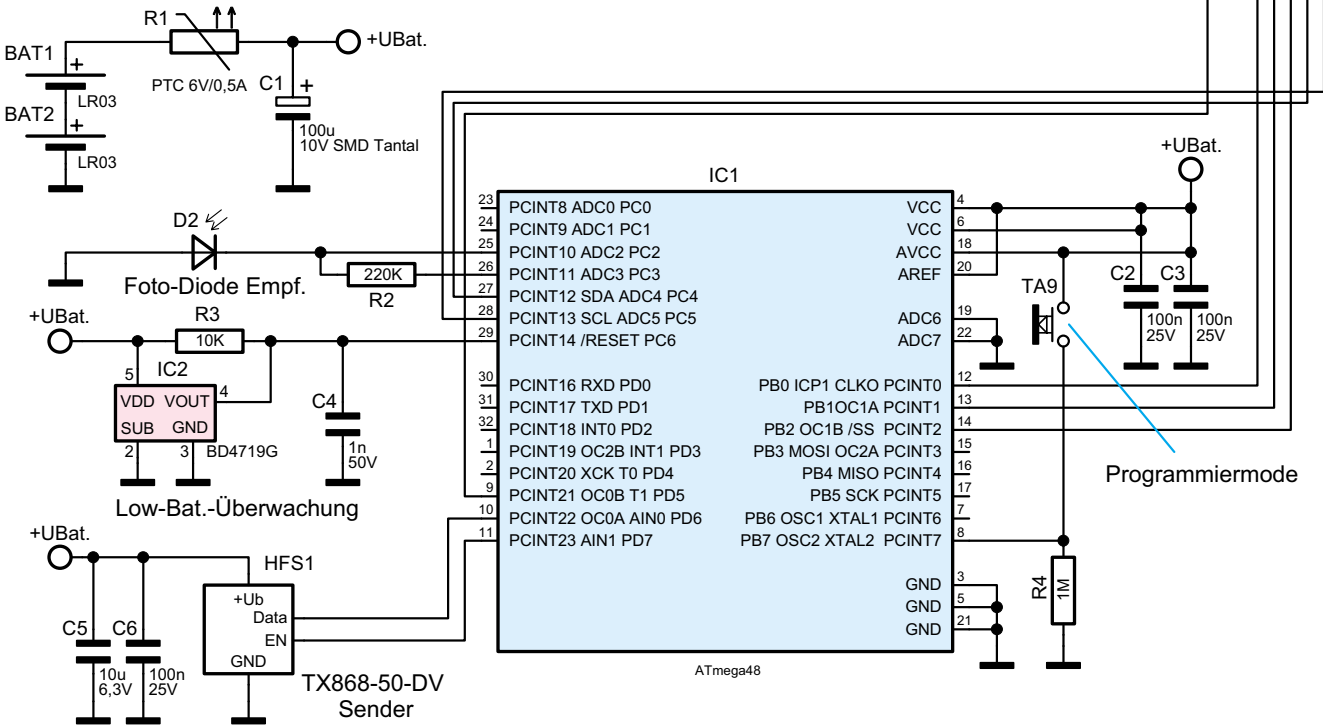 R1
+UBat.
BAT1
+
PTC 6V/0,5A
C1
+
LR03
BAT2
+
100u
10V SMD Tantal
LR03
+UBat.
IC1
D2
Foto-Diode Empf.
220K
R2
+UBat.
R3
10K
IC2
5
VDD VOUT
4
SUB GND
2
3
BD4719G
C4
1n
50V
Low-Bat.-Überwachung
+UBat.
HFS1
+Ub
Data
EN
GND
C5
10u
6,3V
C6
100n
25V
TX868-50-DV
Sender
23 PCINT8 ADC0 PC0
24 PCINT9 ADC1 PC1
25 PCINT10 ADC2 PC2
26 PCINT11 ADC3 PC3
27 PCINT12 SDA ADC4 PC4
28 PCINT13 SCL ADC5 PC5
29 PCINT14 /RESET PC6
30 PCINT16 RXD PD0
31 PCINT17 TXD PD1
32 PCINT18 INT0 PD2
1 PCINT19 OC2B INT1 PD3
2 PCINT20 XCK T0 PD4
9 PCINT21 OC0B T1 PD5
10 PCINT22 OC0A AIN0 PD6
11 PCINT23 AIN1 PD7
VCC 4
VCC 6
AVCC 18
AREF 20
ADC6 19
ADC7 22
PB0 ICP1 CLKO PCINT0 12
PB1OC1A PCINT1 13
PB2 OC1B /SS PCINT2 14
PB3 MOSI OC2A PCINT3 15
PB4 MISO PCINT4 16
PB5 SCK PCINT5 17
PB6 OSC1 XTAL1 PCINT6 7
PB7 OSC2 XTAL2 PCINT7 8
GND 3
GND 5
GND 21
ATmega48
TA9
C2
100n
25V
C3
100n
25V
Programmiermode
R4
1M